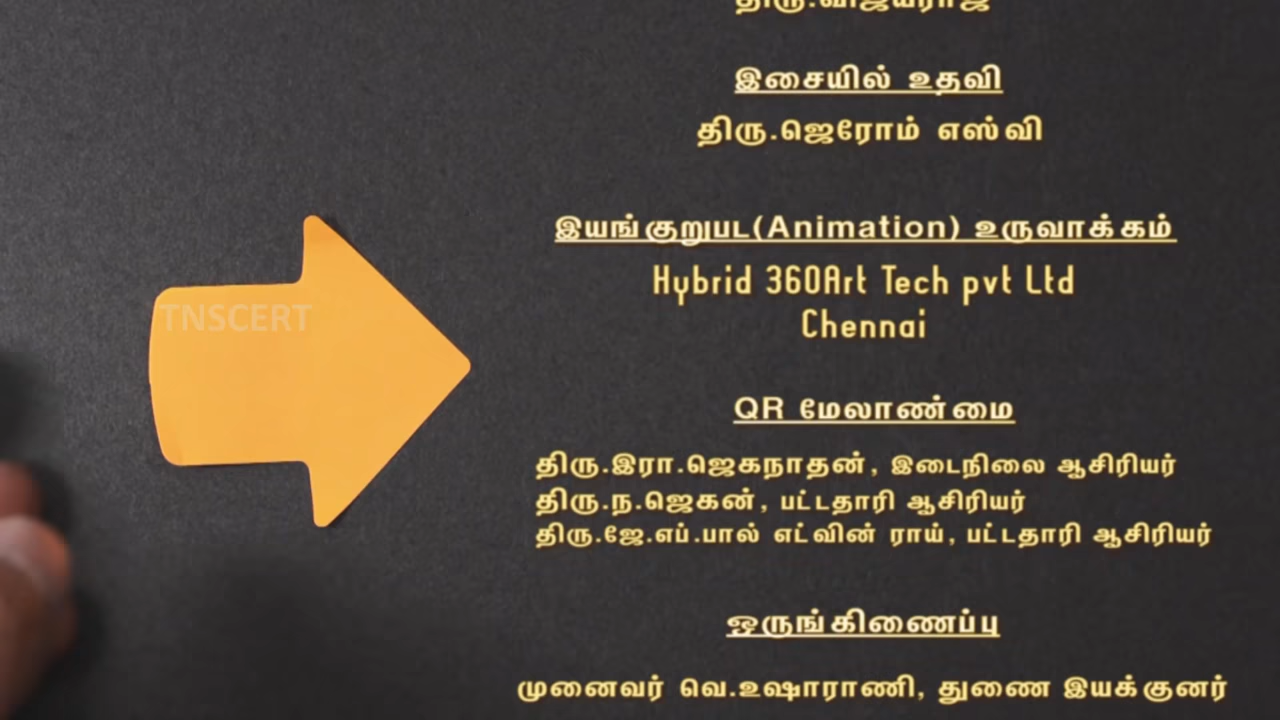 திரு.விஜயராஜ்
இசையில் உதவி
திரு.ஜெரோம் எஸ்வி
இயங்குறுபட(Animation) உருவாக்கம்
Hybrid 360Art Tech pvt Ltd
Chennai
TNSCERT
QR மேலாண்மை
திரு.இரா.ஜெகநாதன், இடைநிலை ஆசிரியர்
திரு.ந.ஜெகன், பட்டதாரி ஆசிரியர்
திரு.ஜே.எப்.பால் எட்வின் ராய், பட்டதாரி ஆசிரியர்
ஒருங்கிணைப்பு
முனைவர் வெ.உஷாராணி, துணை இயக்குனர்